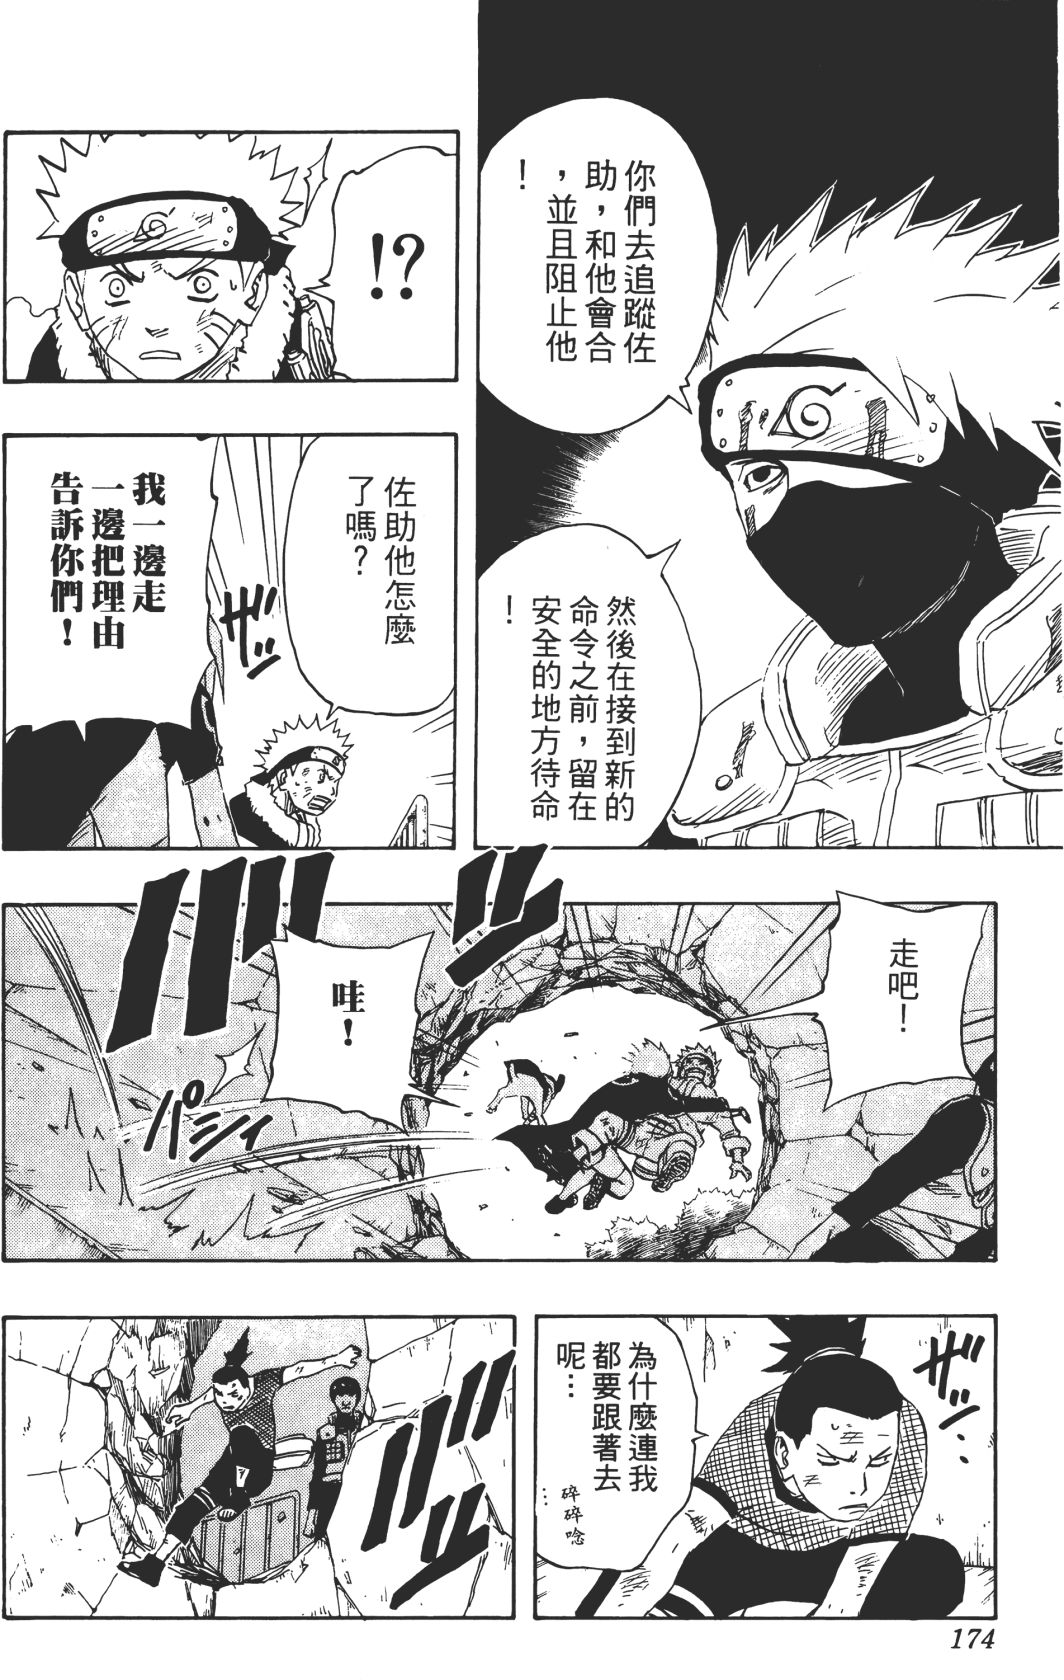 你們去追蹤佐
助，和他會合
，並且阻止他
！
然後在接到新的
命令之前，留在
安全的地方待命
！
!?
佐助他怎麼
了嗎？
ザッ
我一邊走
一邊把理由
告訴你們！
走吧！
バッ
哇！
パシィ
ザッ
為什麼連我
都要跟著去
呢…
碎碎唸
…
バッ
174